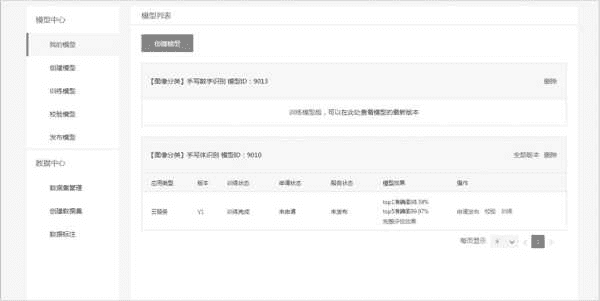 模型中心
我的模型
创建模型
训练模型
校验模型
发布模型
数据中心
数据集管理
创建数据集
数据标注
模型列表
创建模型
【图像分类】手写数字识别 模型ID：9013 删除
训练模型后，可以在此处查看模型的最新版本
【图像分类】手写体识别 模型ID：9010 全部版本 删除
应用类型 版本 训练状态 申请状态 服务状态 模型效果 操作
云服务 V1 训练完成 未申请 未发布
top1准确率98.58%
top5准确率99.97%
完整评估效果
申请发布 校验 训练
每页显示 4 < 1 >